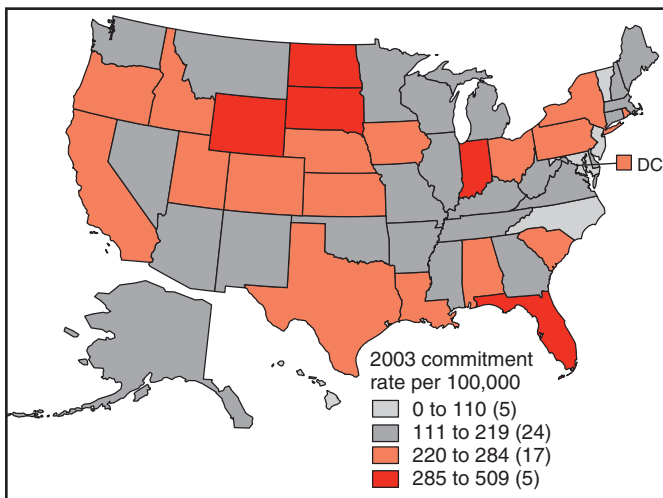 DC
2003 commitment
rate per 100,000
0 to 110 (5)
111 to 219 (24)
220 to 284 (17)
285 to 509 (5)